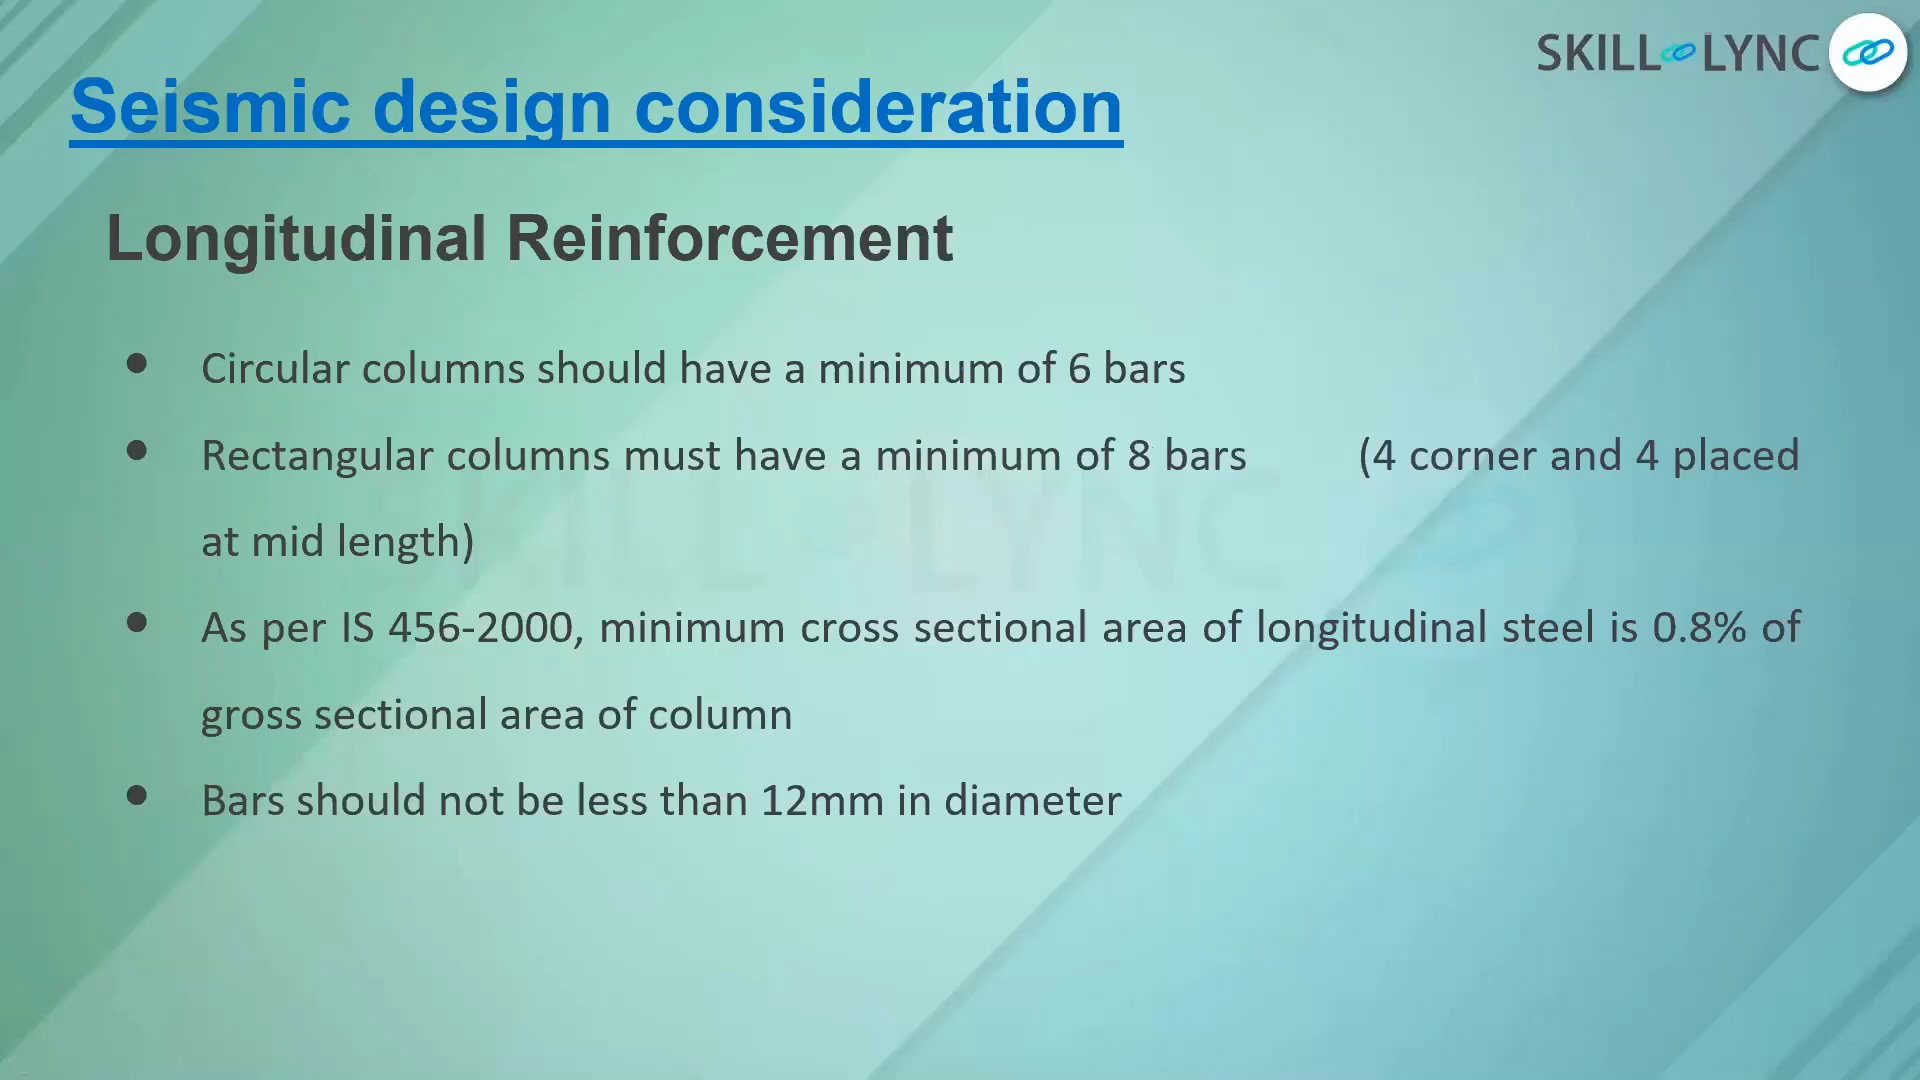 SKILL LYNC
Seismic design consideration
Longitudinal Reinforcement
• Circular columns should have a minimum of 6 bars
• Rectangular columns must have a minimum of 8 bars (4 corner and 4 placed
at mid length)
• As per IS 456-2000, minimum cross sectional area of longitudinal steel is 0.8% of
gross sectional area of column
• Bars should not be less than 12mm in diameter
SKILL LYNC